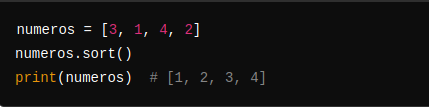 numeros = [3, 1, 4, 2]
numeros.sort()
print(numeros)  # [1, 2, 3, 4]